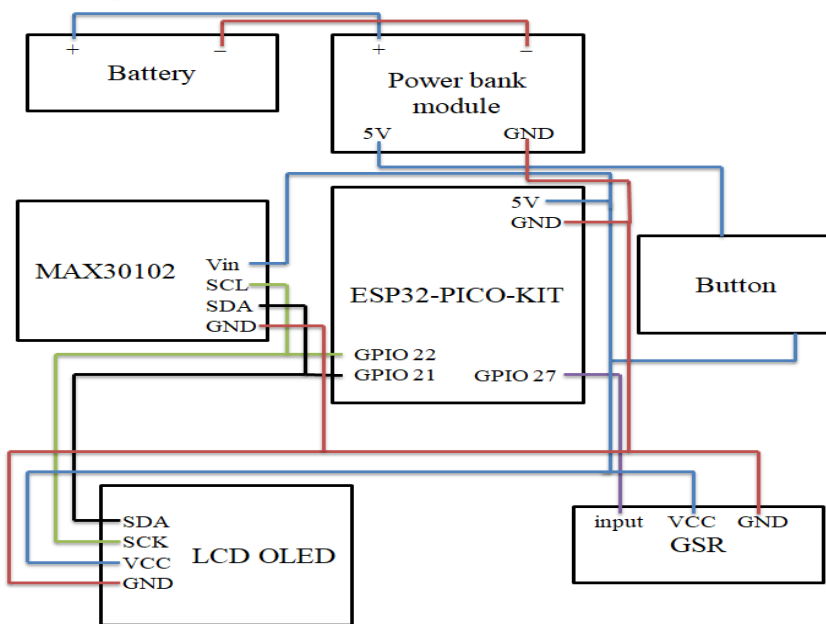 + − 
Battery
+ −
Power bank
module
5V GND
MAX30102
Vin
SCL
SDA
GND
5V
GND
ESP32-PICO-KIT
GPIO 22
GPIO 21
GPIO 27
Button
SDA
SCK
VCC
GND
LCD OLED
input VCC GND
GSR